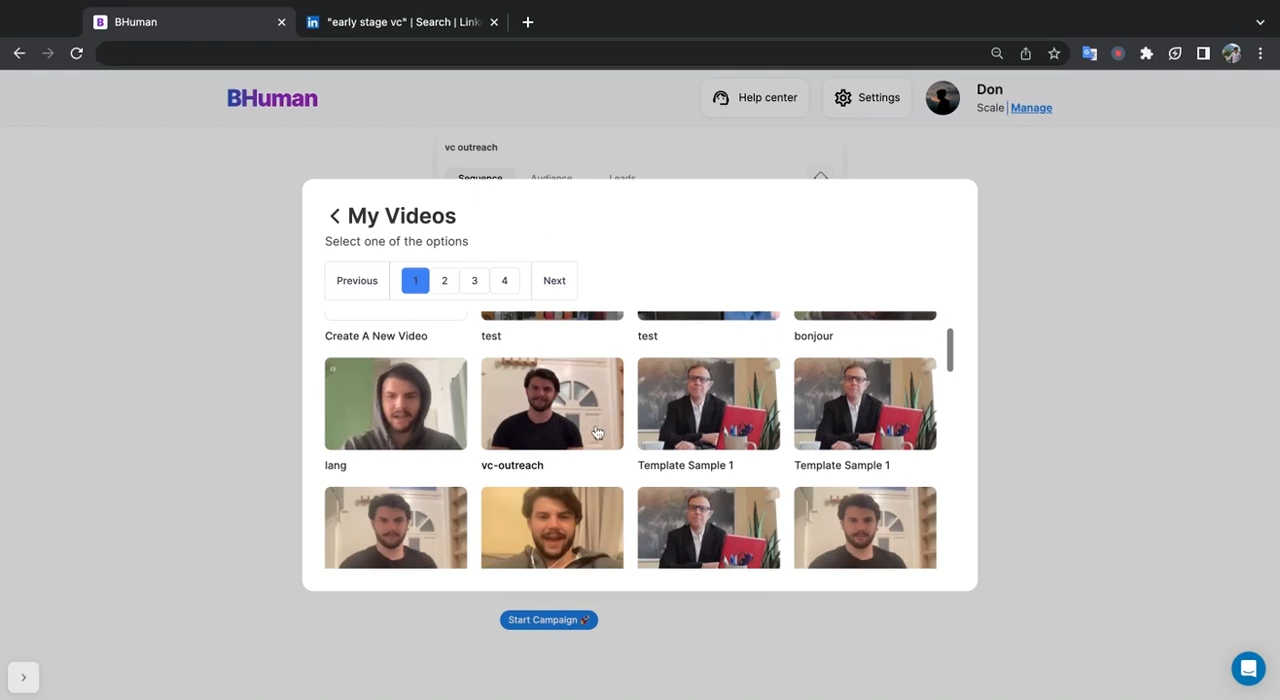 BHuman
"early stage vc" | Search | Link
BHuman
Help center
Settings
Don
Scale | Manage
vc outreach
Sequence
Audience
Leads
My Videos
Select one of the options
Previous
1
2
3
4
Next
Create A New Video
test
test
bonjour
lang
vc-outreach
Template Sample 1
Template Sample 1
Start Campaign 🚀